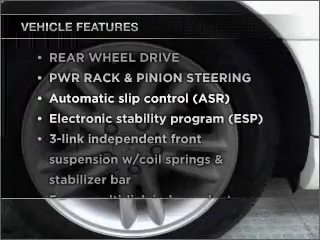 VEHICLE FEATURES
• REAR WHEEL DRIVE
• PWR RACK & PINION STEERING
• Automatic slip control (ASR)
• Electronic stability program (ESP)
• 3-link independent front
suspension w/coil springs &
stabilizer bar